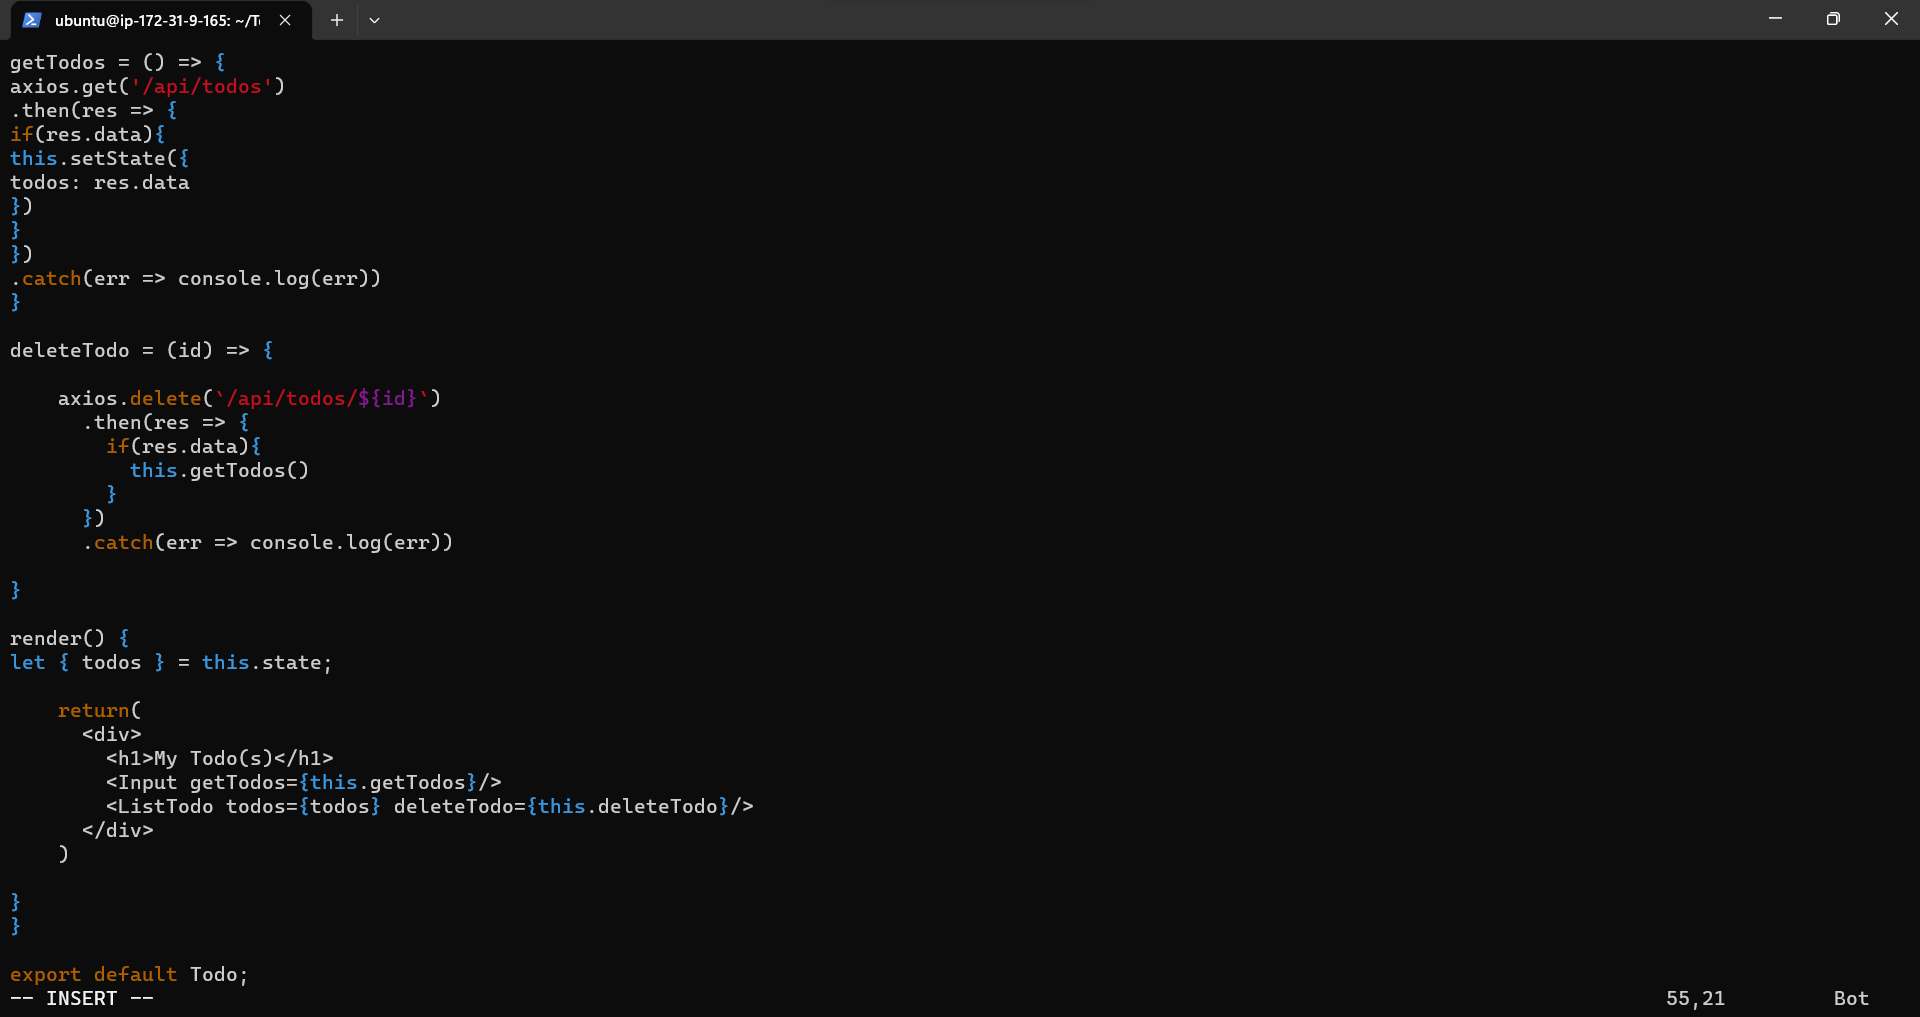 ubuntu@ip-172-31-9-165: ~/T
getTodos = () => {
axios.get('/api/todos')
.then(res => {
if(res.data){
this.setState({
todos: res.data
})
}
})
.catch(err => console.log(err))
}
deleteTodo = (id) => {
    axios.delete(`/api/todos/${id}`)
      .then(res => {
        if(res.data){
          this.getTodos()
        }
      })
      .catch(err => console.log(err))
}
render() {
let { todos } = this.state;
    return(
      <div>
        <h1>My Todo(s)</h1>
        <Input getTodos={this.getTodos}/>
        <ListTodo todos={todos} deleteTodo={this.deleteTodo}/>
      </div>
    )
}
}
export default Todo;
-- INSERT -- 55,21 Bot